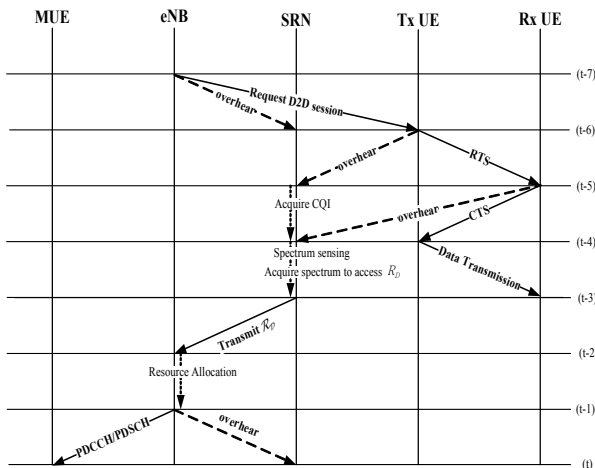 MUE eNB SRN Tx UE Rx UE
(t-7)
Request D2D session
overhear
(t-6)
overhear
RTS
(t-5)
Acquire CQI
overhear
CTS
(t-4)
Spectrum sensing
Data Transmission
Acquire spectrum to access R_D
(t-3)
Transmit R_D
(t-2
Resource Allocation
(t-1)
PDCCH/PDSCH
overhear
(t)